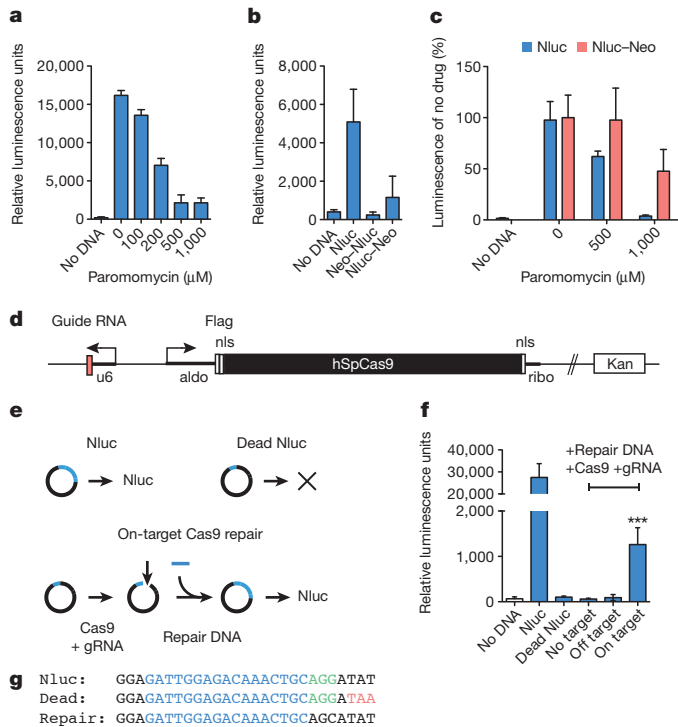 a
Relative luminescence units
20,000
15,000
10,000
5,000
0
No DNA
0
100
200
500
1,000
Paromomycin (μM)
b
Relative luminescence units
8,000
6,000
4,000
2,000
0
No DNA
Nluc
Neo–Nluc
Nluc–Neo
c
Nluc
Nluc–Neo
Luminescence of no drug (%)
150
100
50
0
No DNA
0
500
1,000
Paromomycin (μM)
d
Guide RNA
Flag
nls
nls
hSpCas9
u6
aldo
ribo
Kan
e
Nluc
Dead Nluc
Nluc
On-target Cas9 repair
Nluc
Cas9
+ gRNA
Repair DNA
f
Relative luminescence units
40,000
30,000
20,000
2,000
1,000
0
+Repair DNA
+Cas9 +gRNA
***
No DNA
Nluc
Dead Nluc
No target
Off target
On target
g
Nluc: GGAGATTGGAGACAAACTGCAGGATAT
Dead: GGAGATTGGAGACAAACTGCAGGATAA
Repair: GGAGATTGGAGACAAACTGCAGCATAT